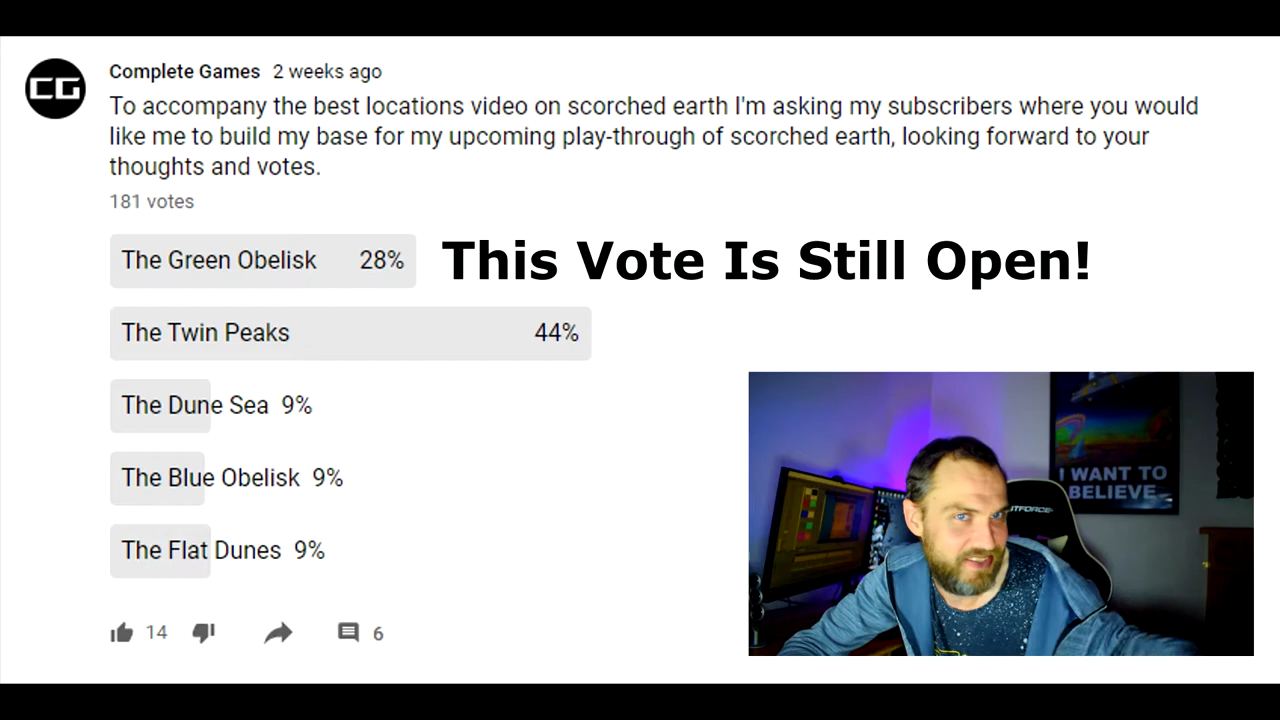 CG
Complete Games 2 weeks ago
To accompany the best locations video on scorched earth I'm asking my subscribers where you would
like me to build my base for my upcoming play-through of scorched earth, looking forward to your
thoughts and votes.
181 votes
The Green Obelisk 28%
This Vote Is Still Open!
The Twin Peaks 44%
The Dune Sea 9%
The Blue Obelisk 9%
The Flat Dunes 9%
14 6
I WANT TO
BELIEVE